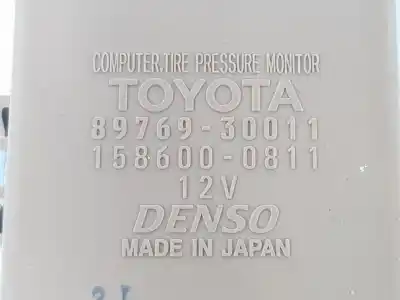 COMPUTER.TIRE PRESSURE MONITOR
TOYOTA
89769-30011
158600-0811
12V
DENSO
MADE IN JAPAN